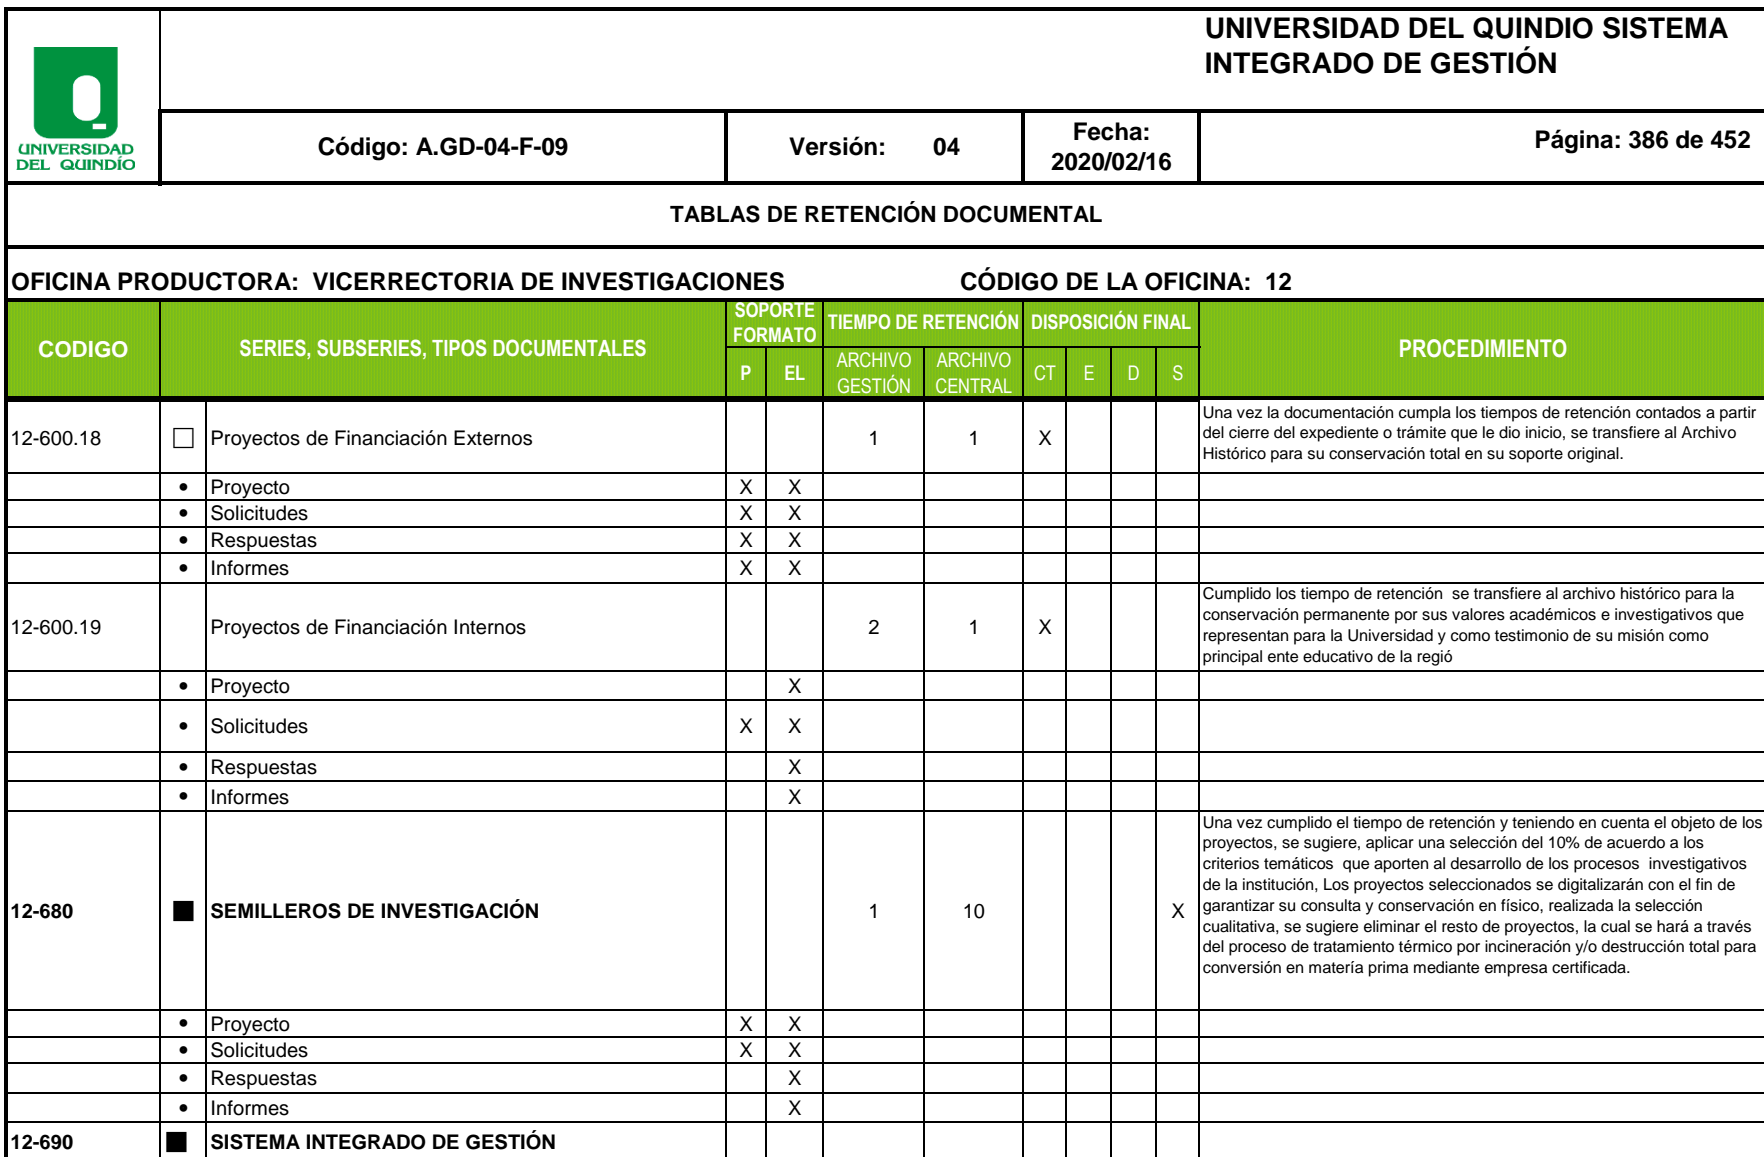 UNIVERSIDAD DEL QUINDIO SISTEMA
INTEGRADO DE GESTIÓN
UNIVERSIDAD
DEL QUINDÍO
Código: A.GD-04-F-09
Versión: 04
Fecha:
2020/02/16
Página: 386 de 452
TABLAS DE RETENCIÓN DOCUMENTAL
OFICINA PRODUCTORA: VICERRECTORIA DE INVESTIGACIONES CÓDIGO DE LA OFICINA: 12
CODIGO
SERIES, SUBSERIES, TIPOS DOCUMENTALES
SOPORTE
FORMATO
TIEMPO DE RETENCIÓN
DISPOSICIÓN FINAL
PROCEDIMIENTO
P EL
ARCHIVO
GESTIÓN
ARCHIVO
CENTRAL
CT E D S
12-600.18 □ Proyectos de Financiación Externos 1 1 X
Una vez la documentación cumpla los tiempos de retención contados a partir
del cierre del expediente o trámite que le dio inicio, se transfiere al Archivo
Histórico para su conservación total en su soporte original.
• Proyecto X X
• Solicitudes X X
• Respuestas X X
• Informes X X
12-600.19 Proyectos de Financiación Internos 2 1 X
Cumplido los tiempo de retención se transfiere al archivo histórico para la
conservación permanente por sus valores académicos e investigativos que
representan para la Universidad y como testimonio de su misión como
principal ente educativo de la regió
• Proyecto X
• Solicitudes X X
• Respuestas X
• Informes X
12-680 ■ SEMILLEROS DE INVESTIGACIÓN 1 10 X
Una vez cumplido el tiempo de retención y teniendo en cuenta el objeto de los
proyectos, se sugiere, aplicar una selección del 10% de acuerdo a los
criterios temáticos que aporten al desarrollo de los procesos investigativos
de la institución, Los proyectos seleccionados se digitalizarán con el fin de
garantizar su consulta y conservación en físico, realizada la selección
cualitativa, se sugiere eliminar el resto de proyectos, la cual se hará a través
del proceso de tratamiento térmico por incineración y/o destrucción total para
conversión en matería prima mediante empresa certificada.
• Proyecto X X
• Solicitudes X X
• Respuestas X
• Informes X
12-690 ■ SISTEMA INTEGRADO DE GESTIÓN